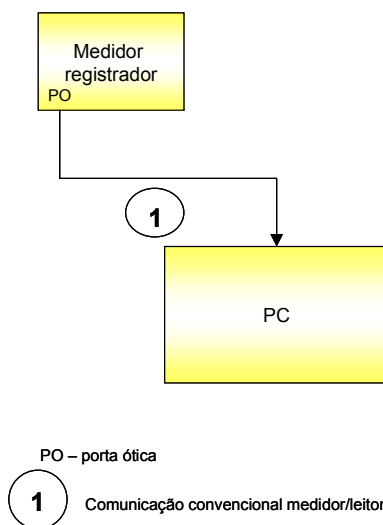 Medidor
registrador
PO
1
PC
PO – porta ótica
1 Comunicação convencional medidor/leitor